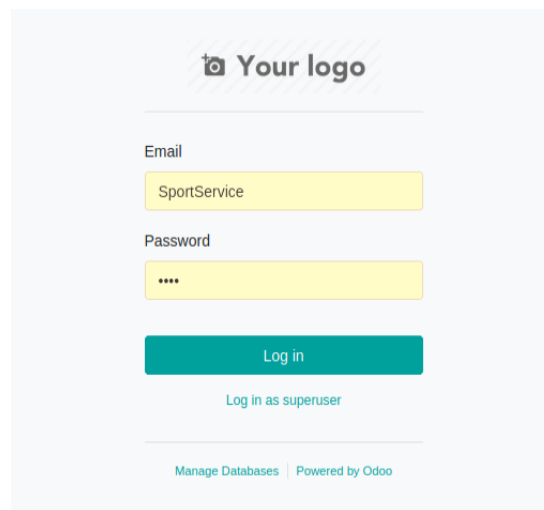 Your logo
Email
SportService
Password
••••
Log in
Log in as superuser
Manage Databases | Powered by Odoo